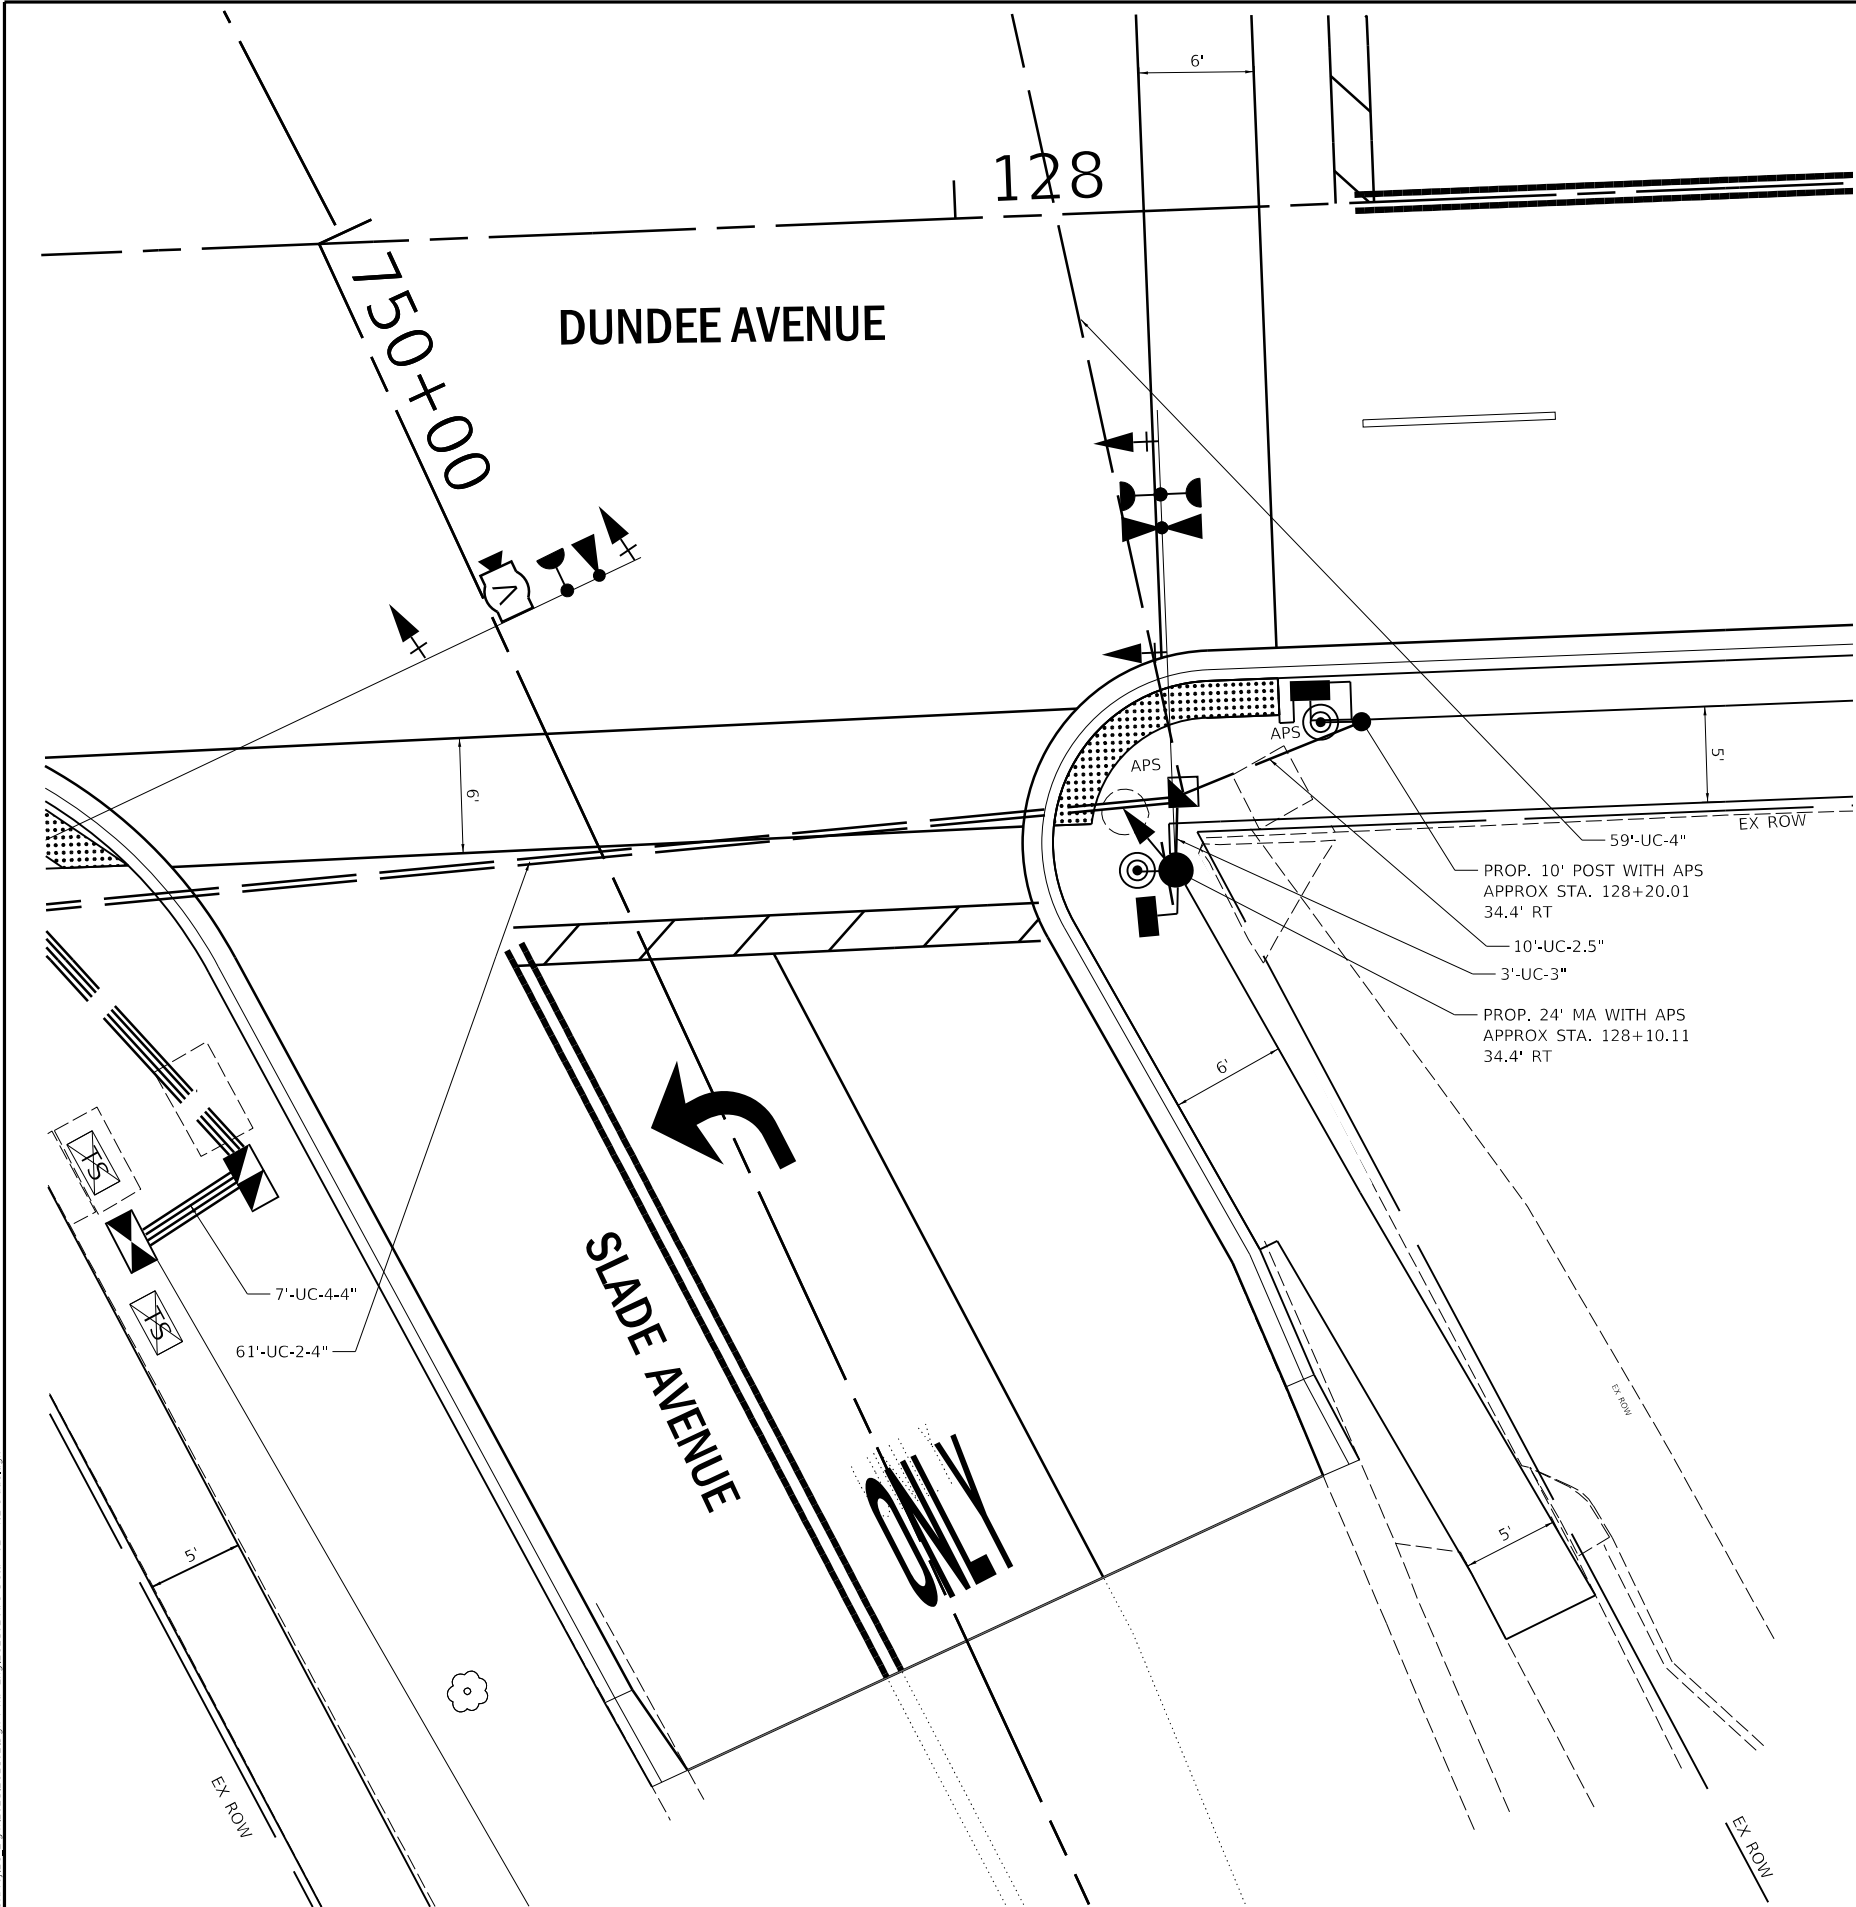 6'
128
750+00
DUNDEE AVENUE
V
APS
APS
6'
5'
EX ROW
59'-UC-4"
PROP. 10' POST WITH APS
APPROX STA. 128+20.01
34.4' RT
10'-UC-2.5"
3'-UC-3"
PROP. 24' MA WITH APS
APPROX STA. 128+10.11
34.4' RT
6'
TS
7'-UC-4-4"
TS
61'-UC-2-4"
SLADE AVENUE
ONLY
EX ROW
5'
5'
EX ROW
EX ROW